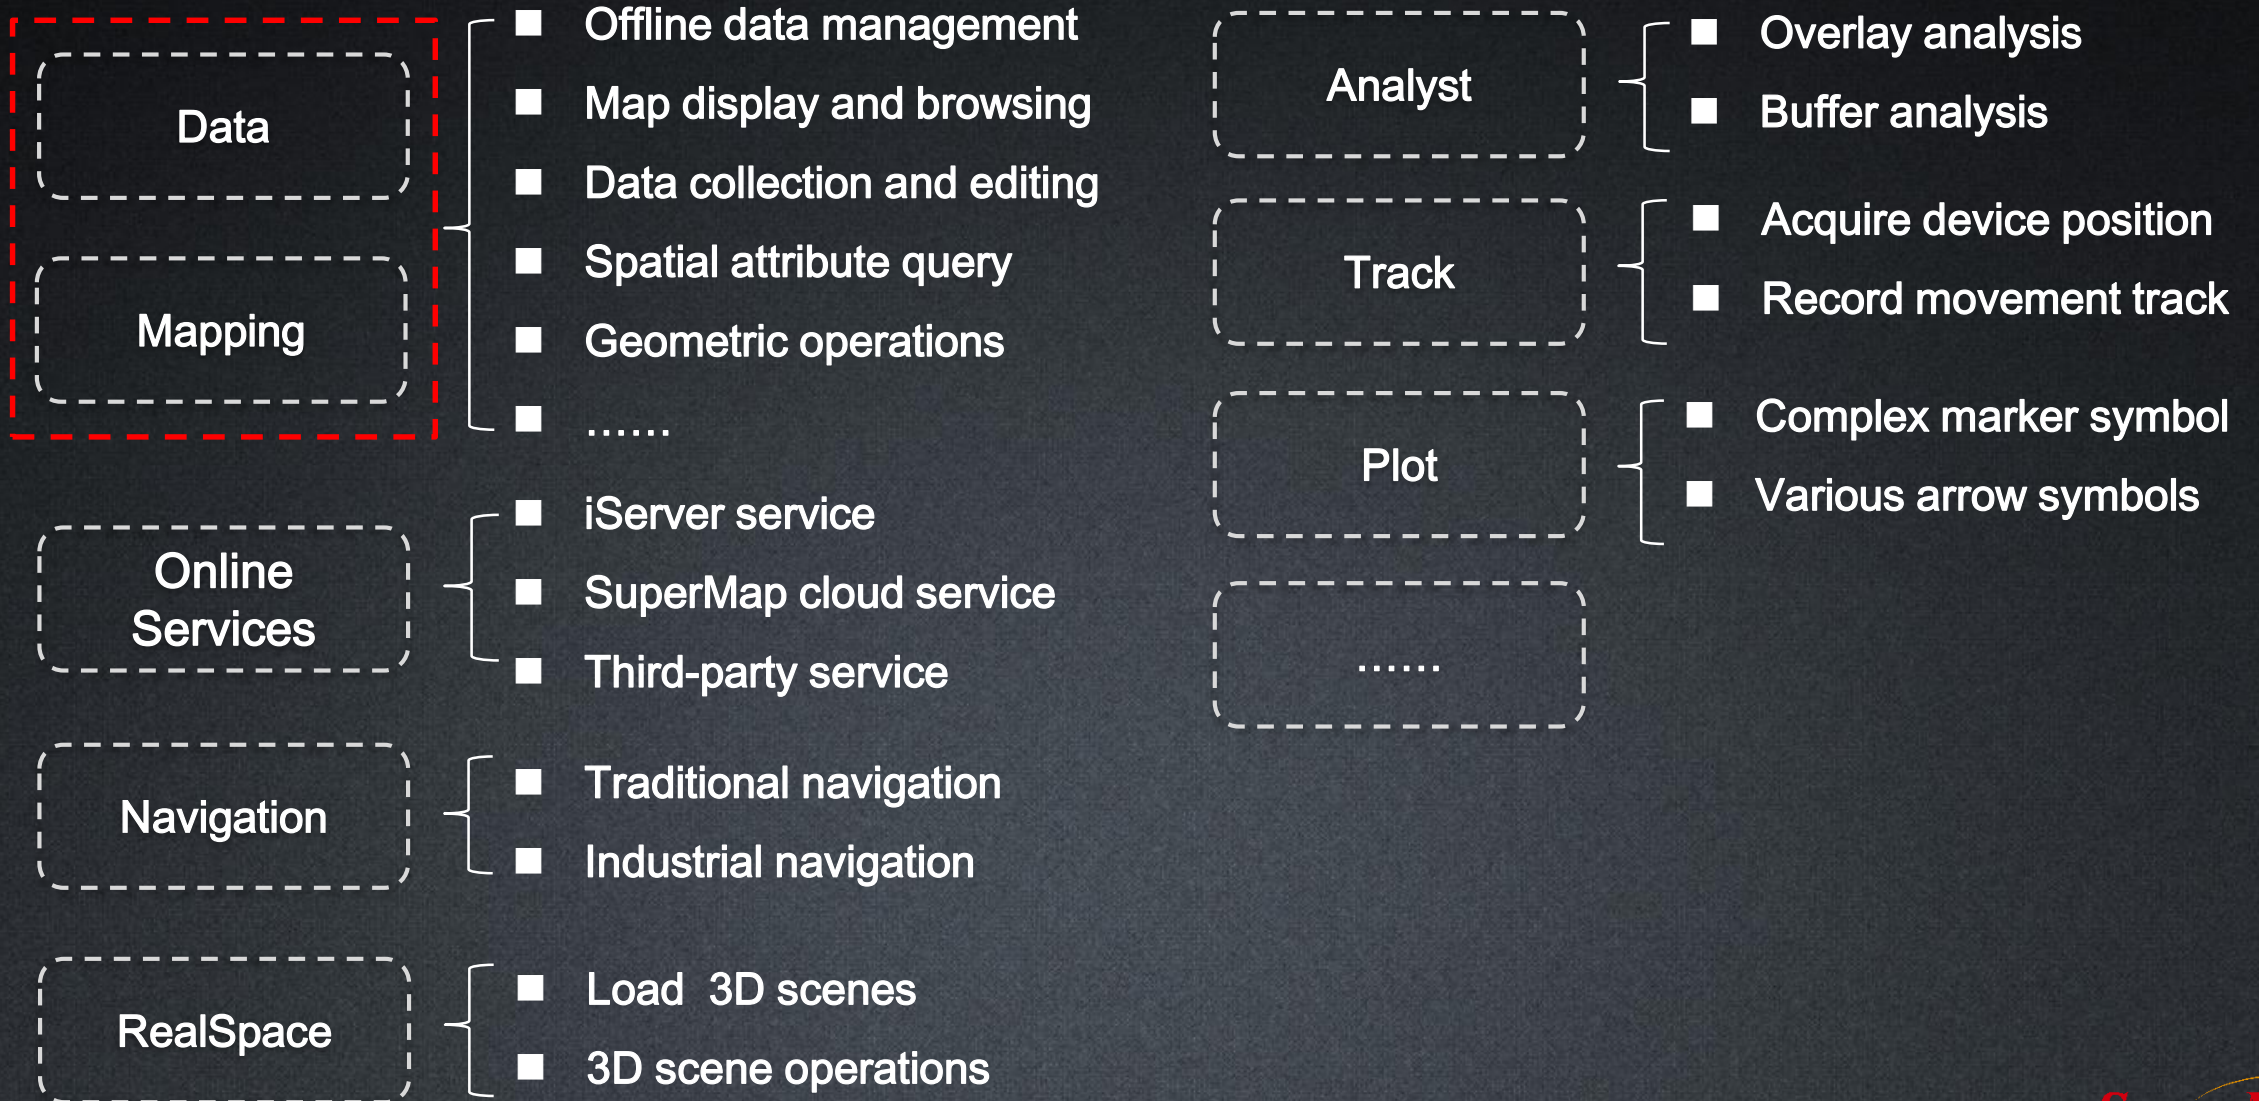 Data
Mapping
Offline data management
Map display and browsing
Data collection and editing
Spatial attribute query
Geometric operations
......
Online
Services
iServer service
SuperMap cloud service
Third-party service
Navigation
Traditional navigation
Industrial navigation
RealSpace
Load  3D scenes
3D scene operations
Analyst
Overlay analysis
Buffer analysis
Track
Acquire device position
Record movement track
Plot
Complex marker symbol
Various arrow symbols
......